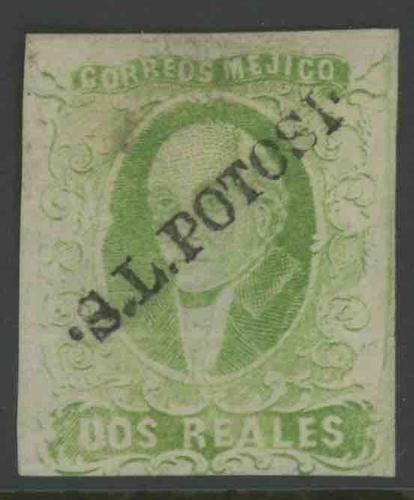 CORREOS MEJICO
·S.L.POTOSI·
DOS REALES